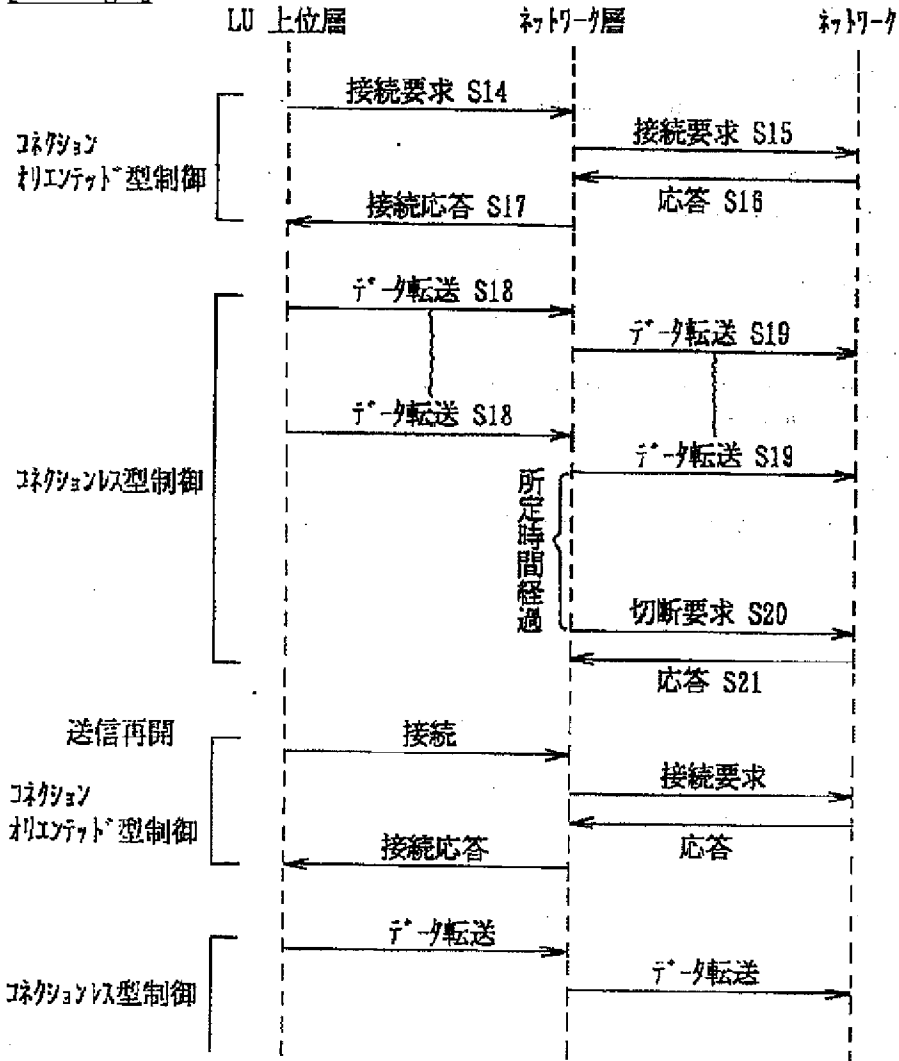 LU 上位層
ネットワーク層
ネットワーク
接続要求 S14
コネクション
オリエンテッド型制御
接続要求 S15
応答 S16
接続応答 S17
データ転送 S18
データ転送 S19
データ転送 S18
データ転送 S19
コネクションレス型制御
所定時間経過
切断要求 S20
応答 S21
送信再開
接続
コネクション
オリエンテッド型制御
接続要求
応答
接続応答
データ転送
データ転送
コネクションレス型制御